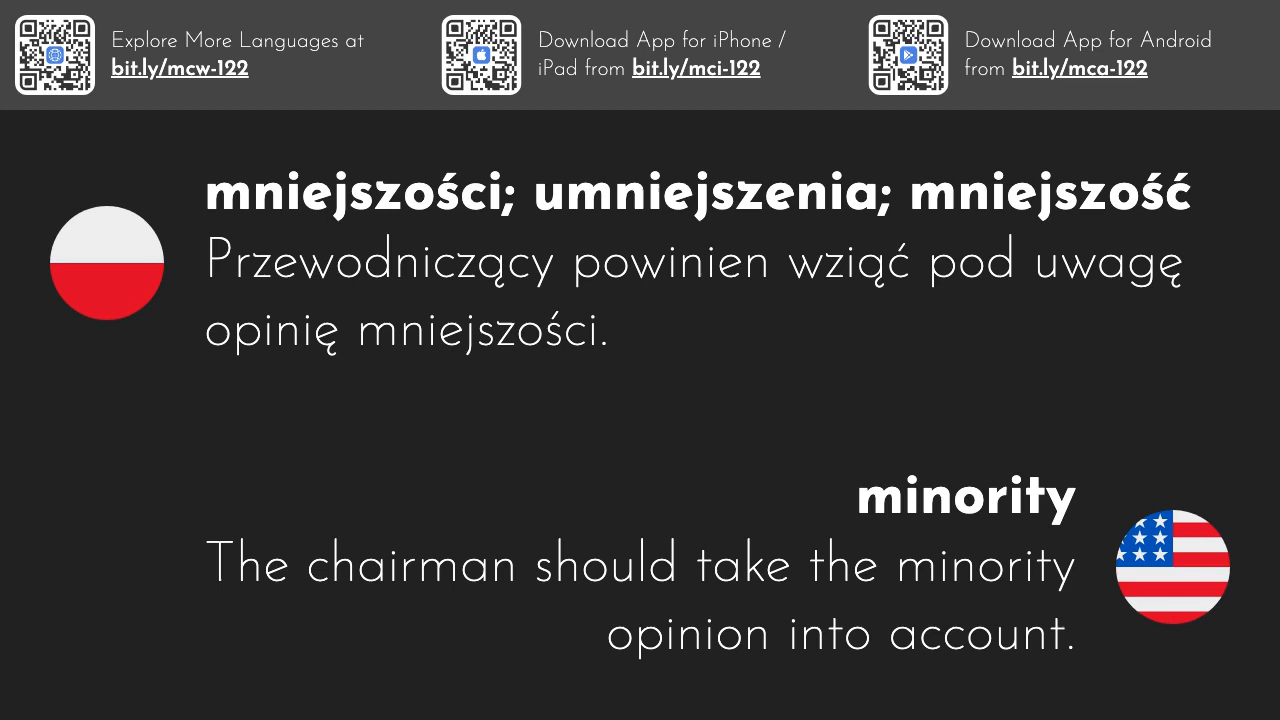 Explore More Languages at
bit.ly/mcw-122
Download App for iPhone /
iPad from bit.ly/mci-122
Download App for Android
from bit.ly/mca-122
mniejszości; umniejszenia; mniejszość
Przewodniczący powinien wziąć pod uwagę
opinię mniejszości.
minority
The chairman should take the minority
opinion into account.